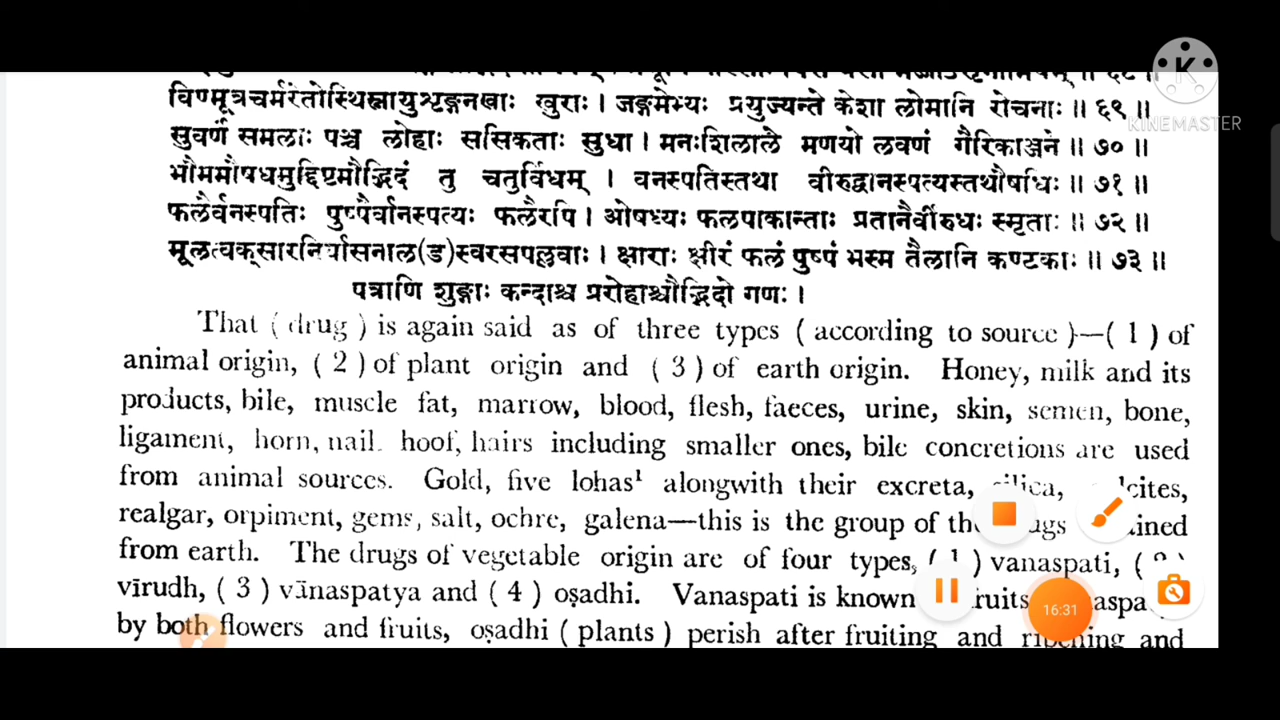 KINEMASTER
विण्मूत्रचर्मरेतोस्थिस्नायुशृङ्गनखाः खुराः । जङ्गमेभ्यः प्रयुज्यन्ते केशा लोमानि रोचनाः ॥ ६९ ॥
सुवर्णं समलाः पञ्च लोहाः ससिकताः सुधा । मनःशिलाले मणयो लवणं गैरिकाञ्जने ॥ ७० ॥
भौममौषधमुद्दिष्टमौद्भिदं तु चतुर्विधम् । वनस्पतिस्तथा वीरुद्वानस्पत्यस्तथौषधिः ॥ ७१ ॥
फलैर्वनस्पतिः पुष्पैर्वानस्पत्यः फलैरपि । ओषध्यः फलपाकान्ताः प्रतानैर्वीरुधः स्मृताः ॥ ७२ ॥
मूलत्वक्सारनिर्यासनाल(ड)स्वरसपल्लवाः । क्षाराः क्षीरं फलं पुष्पं भस्म तैलानि कण्टकाः ॥ ७३ ॥
पत्राणि शुङ्गाः कन्दाश्च प्ररोहाश्चौद्भिदो गणः ।
That ( drug ) is again said as of three types ( according to source )—( 1 ) of
animal origin, ( 2 ) of plant origin and ( 3 ) of earth origin. Honey, milk and its
products, bile, muscle fat, marrow, blood, flesh, faeces, urine, skin, semen, bone,
ligament, horn, nail. hoof, hairs including smaller ones, bile concretions are used
from animal sources. Gold, five lohas¹ alongwith their excreta,
realgar, orpiment, gems, salt, ochre, galena—this is the group of
from earth. The drugs of vegetable origin are of four types, ( 1 ) vanaspati,
vīrudh, ( 3 ) vānaspatya and ( 4 ) oṣadhi. Vanaspati is known
16:31
by both flowers and fruits, oṣadhi ( plants ) perish after fruiting and ripening and